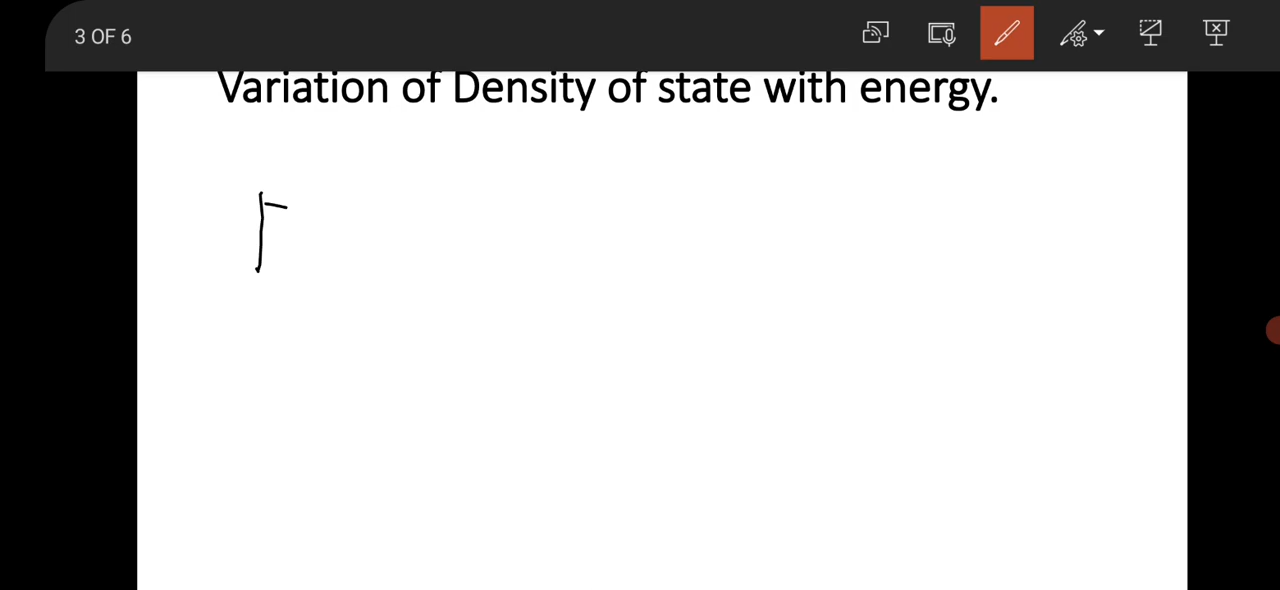 3 OF 6
Variation of Density of state with energy.